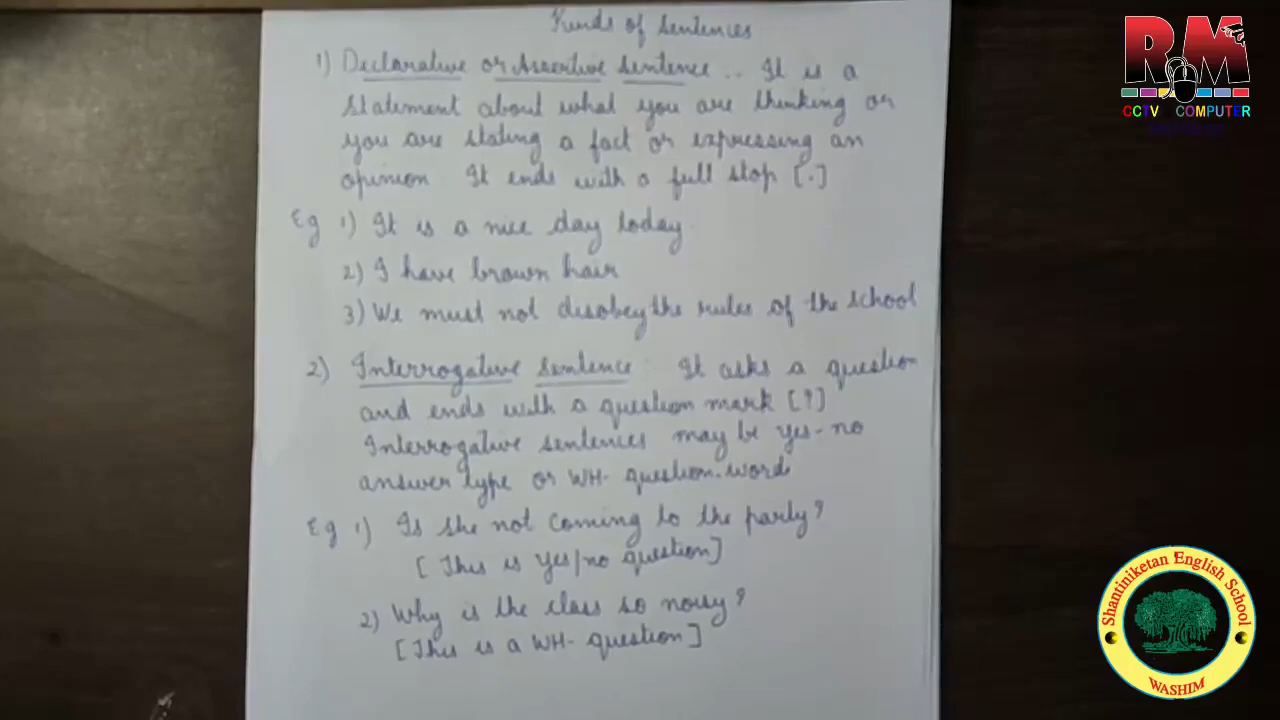 Kinds of Sentences
1) Declarative or Assertive Sentence .. It is a
Statement about what you are thinking or
you are stating a fact or expressing an
opinion. It ends with a full stop [.]
Eg 1) It is a nice day today.
2) I have brown hair
3) We must not disobey the rules of the school
2) Interrogative Sentence. It asks a question
and ends with a question mark [?]
Interrogative sentences may be yes-no
answer type or WH- question-word
Eg 1) Is she not coming to the party?
[ This is yes/no question]
2) Why is the class so noisy?
[This is a WH- question]
RM
CCTV COMPUTER
Shantiniketan English School
WASHIM